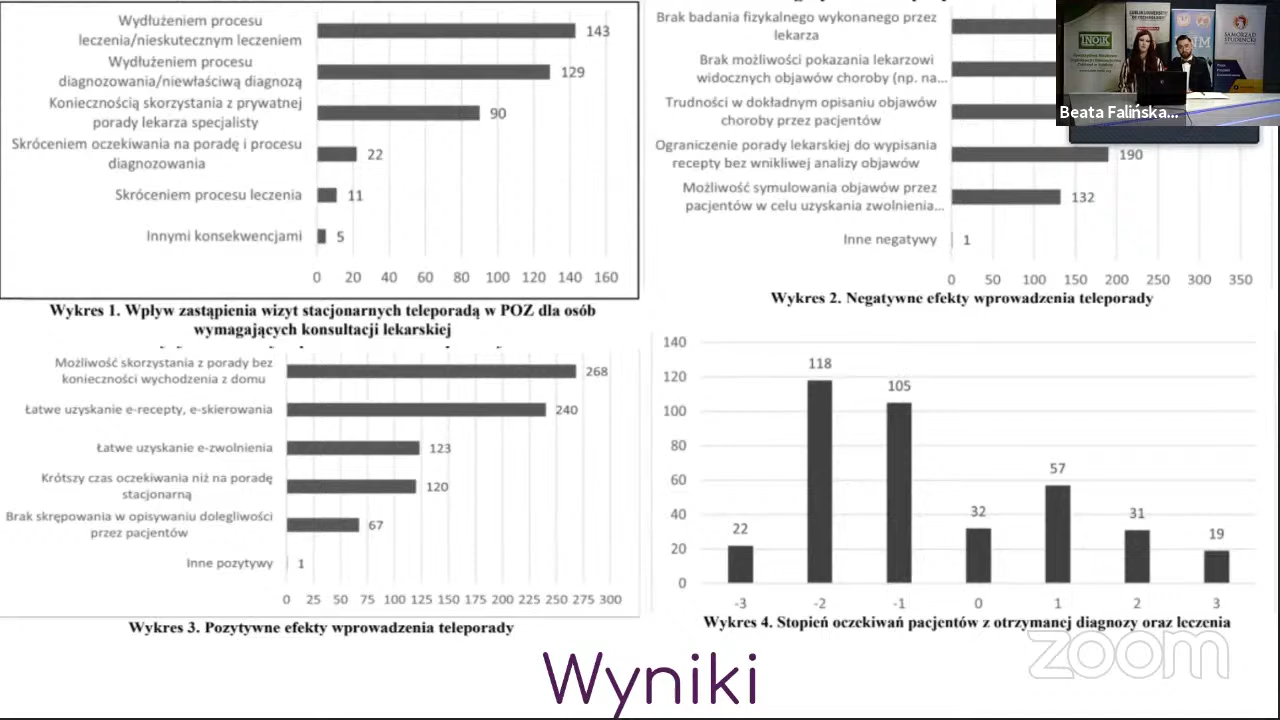 Wydłużeniem procesu
leczenia/nieskutecznym leczeniem
143
Wydłużeniem procesu
diagnozowania/niewłaściwą diagnozą
129
Koniecznością skorzystania z prywatnej
porady lekarza specjalisty
90
Skróceniem oczekiwania na poradę i procesu
diagnozowania
22
Skróceniem procesu leczenia
11
Innymi konsekwencjami
5
0 20 40 60 80 100 120 140 160
Wykres 1. Wpływ zastąpienia wizyt stacjonarnych teleporadą w POZ dla osób
wymagających konsultacji lekarskiej
Brak badania fizykalnego wykonanego przez
lekarza
Brak możliwości pokazania lekarzowi
widocznych objawów choroby (np. na...
Trudności w dokładnym opisaniu objawów
choroby przez pacjentów
Ograniczenie porady lekarskiej do wypisania
recepty bez wnikliwej analizy objawów
190
Możliwość symulowania objawów przez
pacjentów w celu uzyskania zwolnienia...
132
Inne negatywy
1
0 50 100 150 200 250 300 350
Wykres 2. Negatywne efekty wprowadzenia teleporady
INOK
SAMORZĄD
STUDENCKI
Beata Falińska...
Możliwość skorzystania z porady bez
konieczności wychodzenia z domu
268
Łatwe uzyskanie e-recepty, e-skierowania
240
Łatwe uzyskanie e-zwolnienia
123
Krótszy czas oczekiwania niż na poradę
stacjonarną
120
Brak skrępowania w opisywaniu dolegliwości
przez pacjentów
67
Inne pozytywy
1
0 25 50 75 100 125 150 175 200 225 250 275 300
Wykres 3. Pozytywne efekty wprowadzenia teleporady
140
120
100
80
60
40
20
0
22
118
105
32
57
31
19
-3 -2 -1 0 1 2 3
Wykres 4. Stopień oczekiwań pacjentów z otrzymanej diagnozy oraz leczenia
zoom
Wyniki